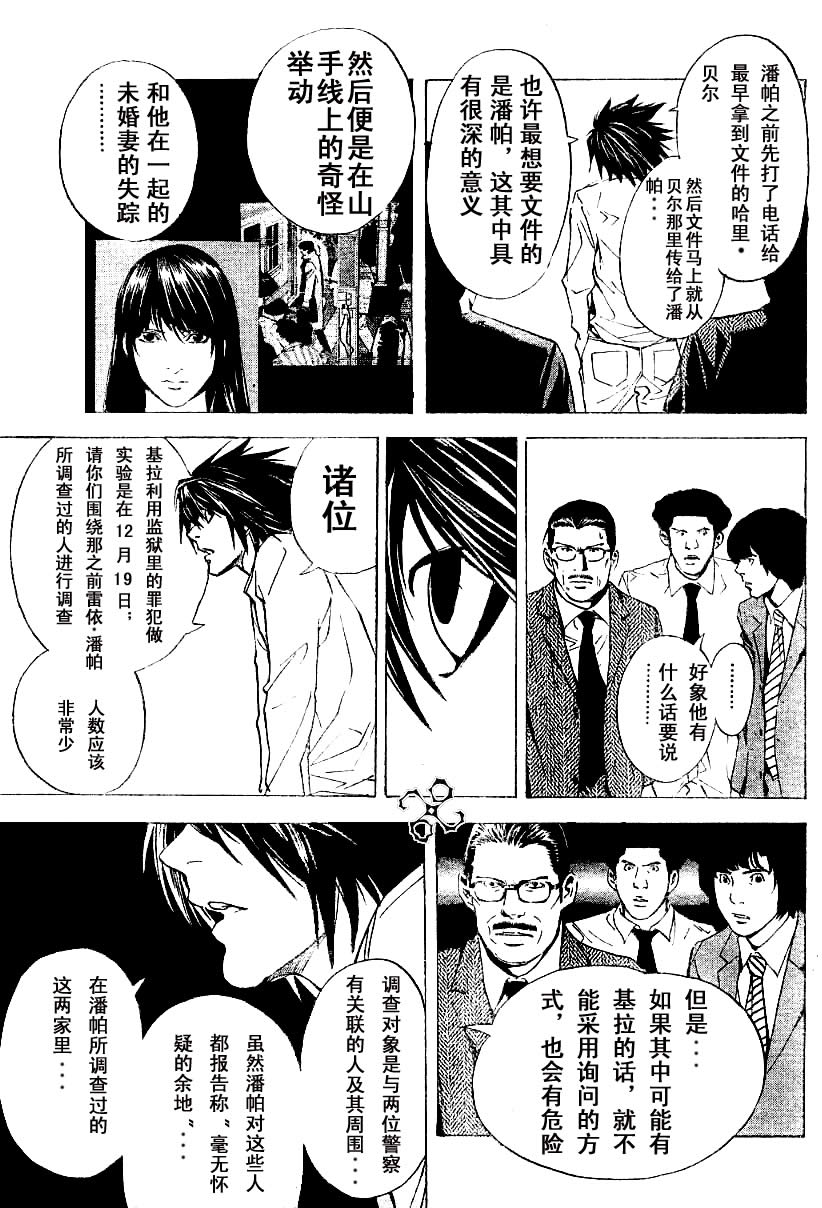 潘帕之前先打了电话给
最早拿到文件的哈里·
贝尔
然后文件马上就从
贝尔那里传给了潘
帕···
也许最想要文件的
是潘帕，这其中具
有很深的意义
然后便是在山
手线上的奇怪
举动
和他在一起的
未婚妻的失踪
…………
…………
好象他有
什么话要说
…………
诸位
基拉利用监狱里的罪犯做
实验是在12月19日；
请你们围绕那之前雷依·潘帕
所调查过的人进行调查
人数应该
非常少
但是···
如果其中可能有
基拉的话，就不
能采用询问的方
式，也会有危险
调查对象是与两位警察
有关联的人及其周围···
虽然潘帕对这些人
都报告称“毫无怀
疑的余地“···
在潘帕所调查过的
这两家里···